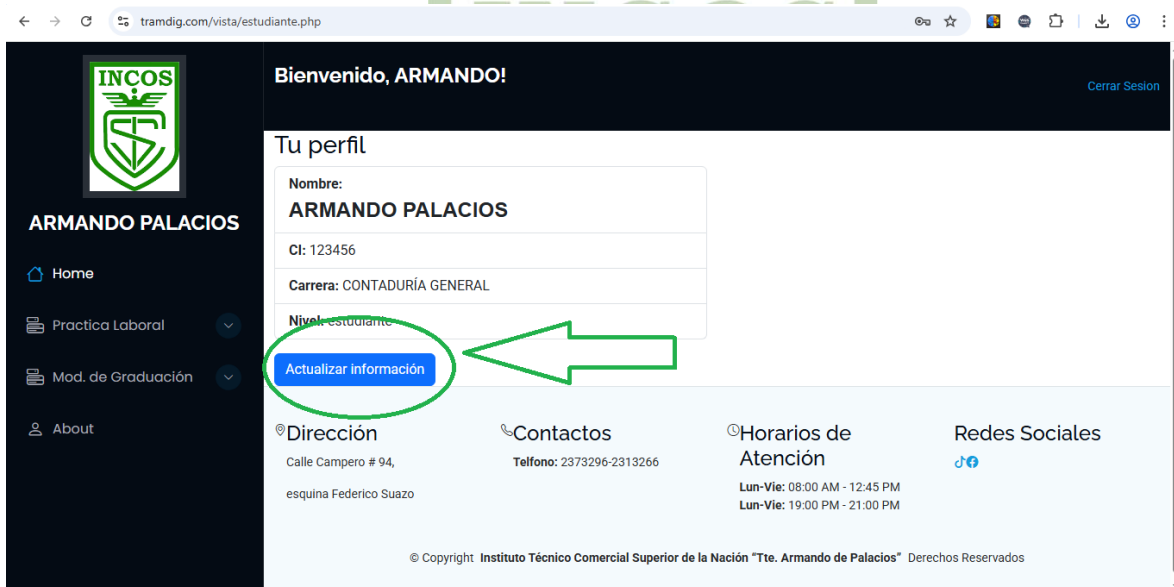 tramdig.com/vista/estudiante.php
INCOS
ARMANDO PALACIOS
Home
Practica Laboral
Mod. de Graduación
About
Bienvenido, ARMANDO!
Cerrar Sesion
Tu perfil
Nombre:
ARMANDO PALACIOS
CI: 123456
Carrera: CONTADURÍA GENERAL
Nivel: estudiante
Actualizar información
Dirección
Calle Campero # 94,
esquina Federico Suazo
Contactos
Telfono: 2373296-2313266
Horarios de
Atención
Lun-Vie: 08:00 AM - 12:45 PM
Lun-Vie: 19:00 PM - 21:00 PM
Redes Sociales
© Copyright Instituto Técnico Comercial Superior de la Nación “Tte. Armando de Palacios” Derechos Reservados